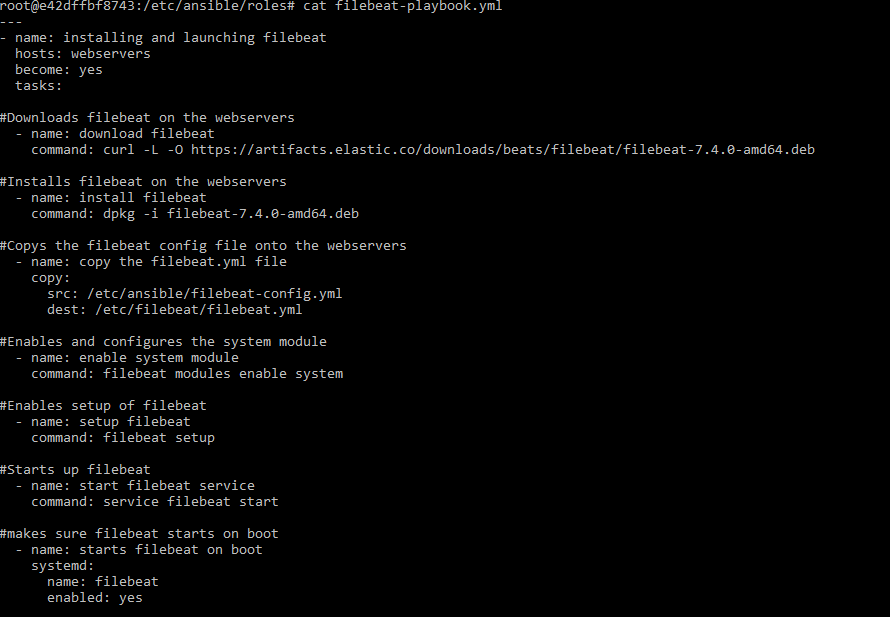 root@e42dffbf8743:/etc/ansible/roles# cat filebeat-playbook.yml
---
- name: installing and launching filebeat
  hosts: webservers
  become: yes
  tasks:

#Downloads filebeat on the webservers
  - name: download filebeat
    command: curl -L -O https://artifacts.elastic.co/downloads/beats/filebeat/filebeat-7.4.0-amd64.deb

#Installs filebeat on the webservers
  - name: install filebeat
    command: dpkg -i filebeat-7.4.0-amd64.deb

#Copys the filebeat config file onto the webservers
  - name: copy the filebeat.yml file
    copy:
      src: /etc/ansible/filebeat-config.yml
      dest: /etc/filebeat/filebeat.yml

#Enables and configures the system module
  - name: enable system module
    command: filebeat modules enable system

#Enables setup of filebeat
  - name: setup filebeat
    command: filebeat setup

#Starts up filebeat
  - name: start filebeat service
    command: service filebeat start

#makes sure filebeat starts on boot
  - name: starts filebeat on boot
    systemd:
      name: filebeat
      enabled: yes